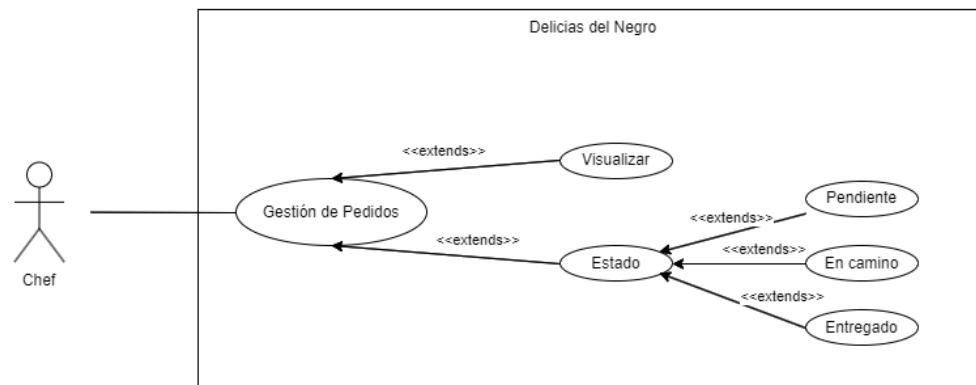 Delicias del Negro
<<extends>>
Visualizar
Gestión de Pedidos
Pendiente
<<extends>>
<<extends>>
<<extends>>
Estado
En camino
Chef
<<extends>>
Entregado